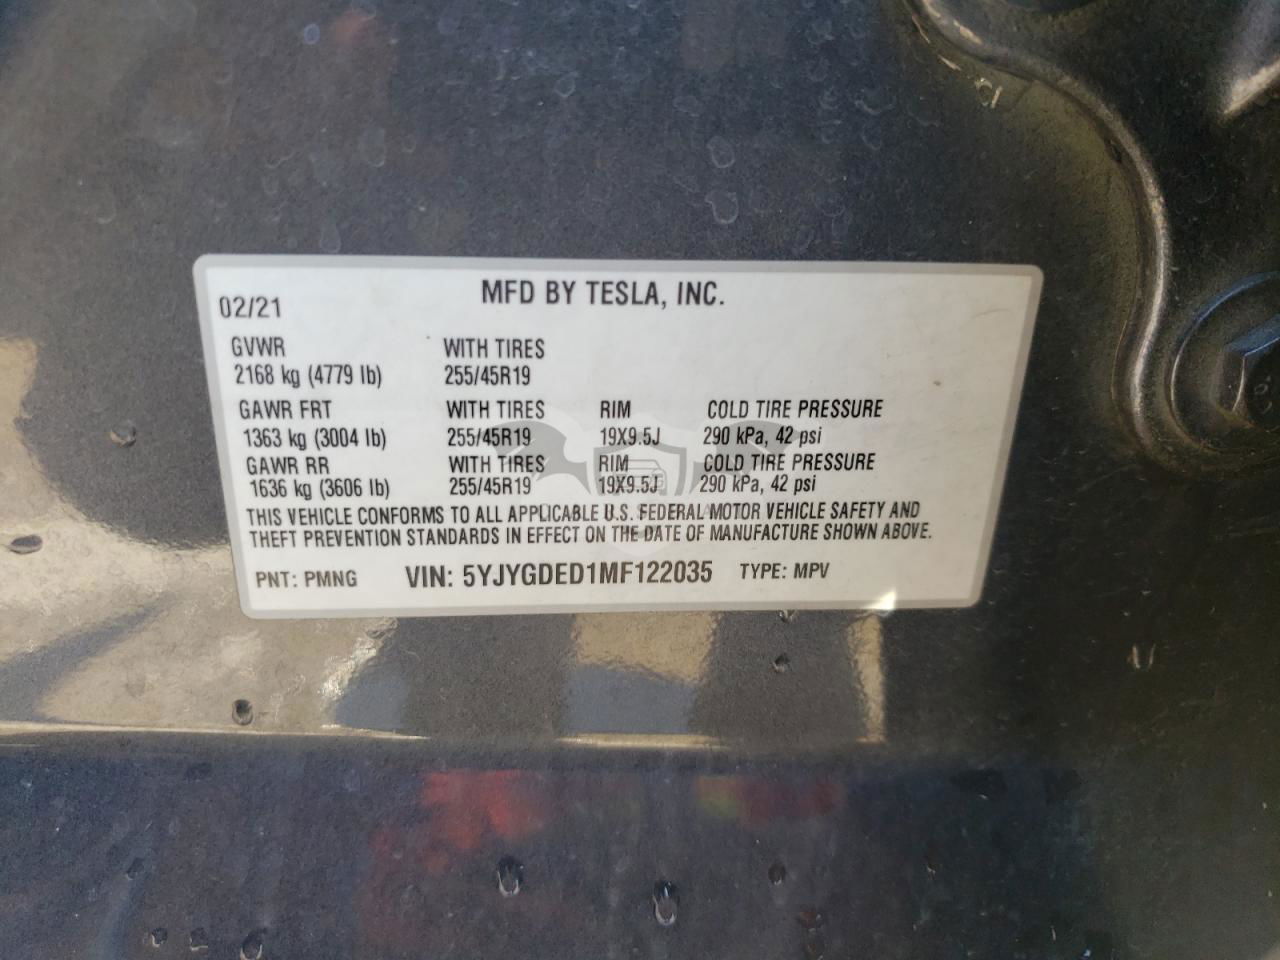 MFD BY TESLA, INC.
02/21
GVWR WITH TIRES
2168 kg (4779 lb) 255/45R19
GAWR FRT WITH TIRES RIM COLD TIRE PRESSURE
1363 kg (3004 lb) 255/45R19 19X9.5J 290 kPa, 42 psi
GAWR RR WITH TIRES RIM COLD TIRE PRESSURE
1636 kg (3606 lb) 255/45R19 19X9.5J 290 kPa, 42 psi
THIS VEHICLE CONFORMS TO ALL APPLICABLE U.S. FEDERAL MOTOR VEHICLE SAFETY AND
THEFT PREVENTION STANDARDS IN EFFECT ON THE DATE OF MANUFACTURE SHOWN ABOVE.
PNT: PMNG VIN: 5YJYGDED1MF122035 TYPE: MPV